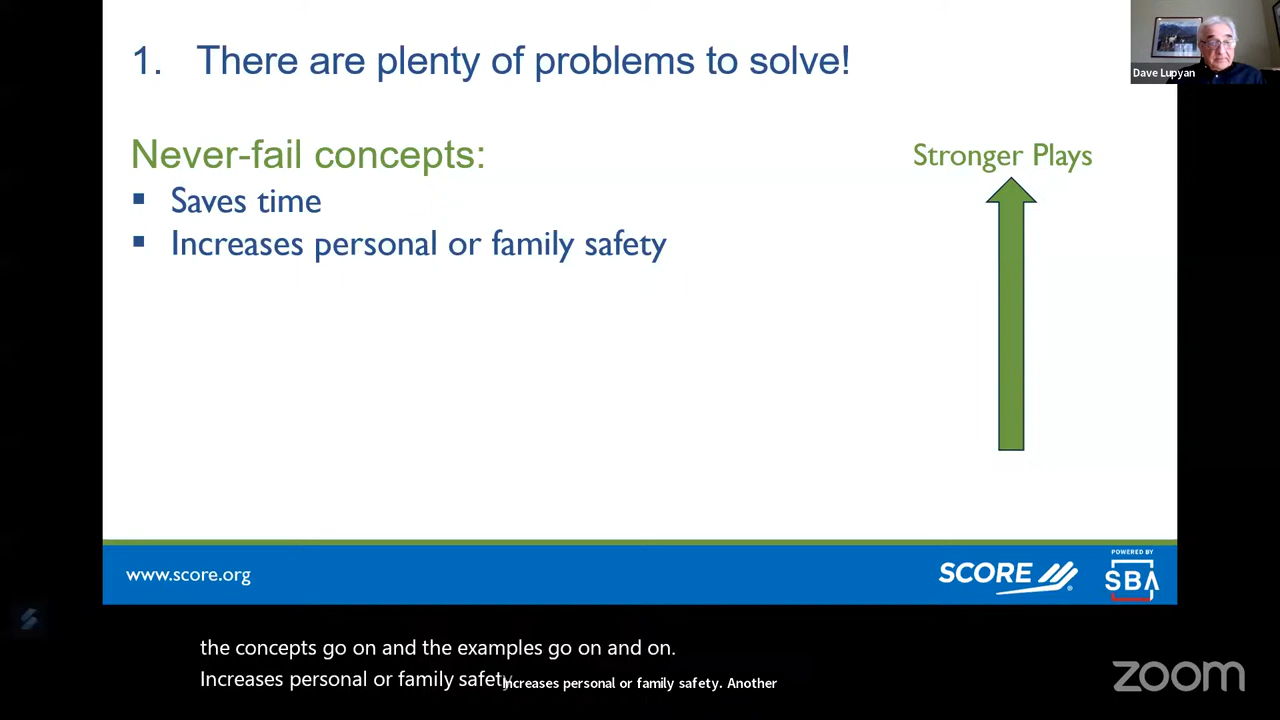 1. There are plenty of problems to solve!
Dave Lupyan
Never-fail concepts:
Stronger Plays
▪ Saves time
▪ Increases personal or family safety
www.score.org
SCORE
POWERED BY
SBA
the concepts go on and the examples go on and on.
Increases personal or family safety
Increases personal or family safety. Another
zoom